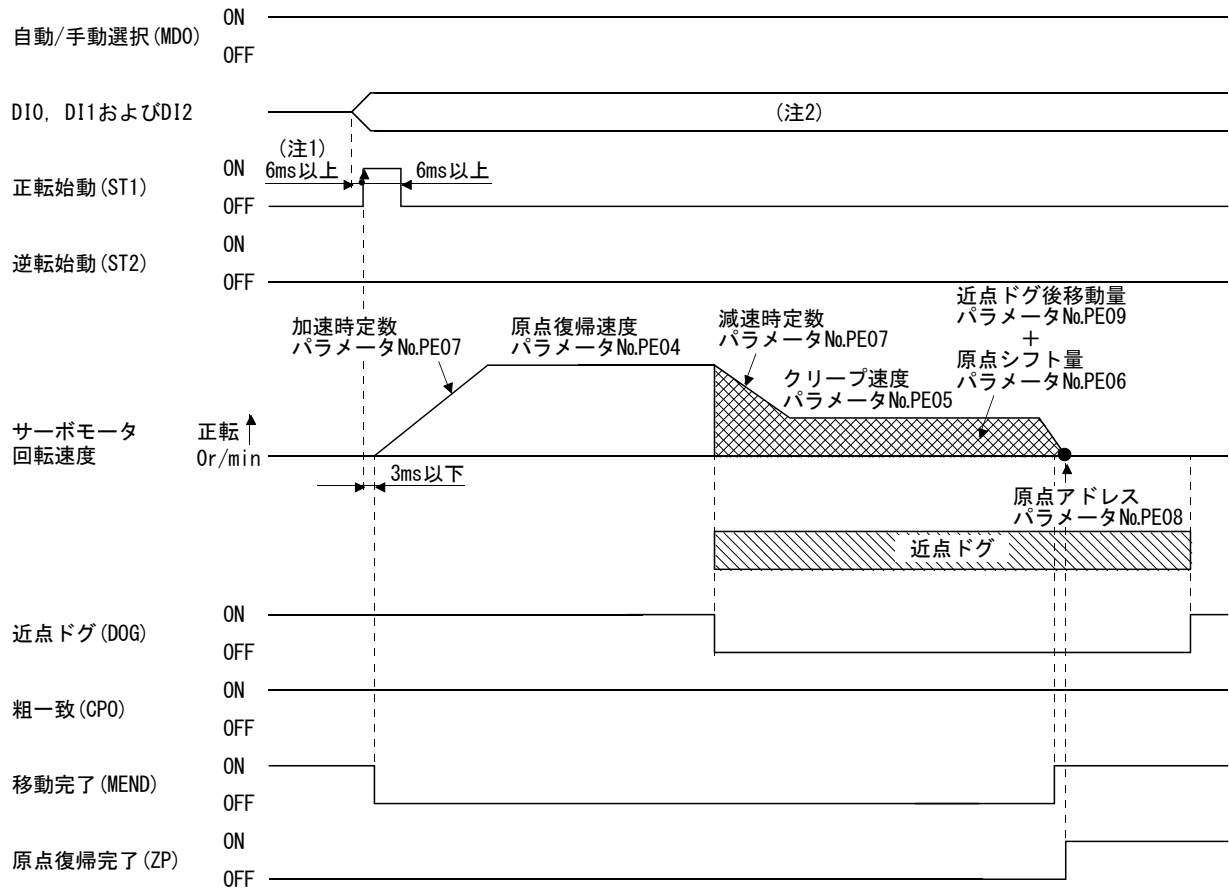 ON
自動/手動選択(MD0)
OFF
DI0, DI1およびDI2
(注2)
(注1)
ON
6ms以上
6ms以上
正転始動(ST1)
OFF
ON
逆転始動(ST2)
OFF
加速時定数
パラメータNo.PE07
原点復帰速度
パラメータNo.PE04
減速時定数
パラメータNo.PE07
クリープ速度
パラメータNo.PE05
近点ドグ後移動量
パラメータNo.PE09
+
原点シフト量
パラメータNo.PE06
サーボモータ
回転速度
正転
0r/min
3ms以下
原点アドレス
パラメータNo.PE08
近点ドグ
ON
近点ドグ(DOG)
OFF
ON
粗一致(CPO)
OFF
ON
移動完了(MEND)
OFF
ON
原点復帰完了(ZP)
OFF